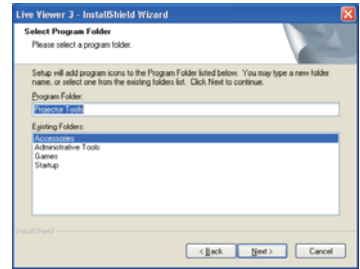 Live Viewer 3 - InstallShield Wizard
Select Program Folder
Please select a program folder.
Setup will add program icons to the Program Folder listed below. You may type a new folder
name, or select one from the existing folders list. Click Next to continue.
Program Folder:
Projector Tools
Existing Folders:
Accessories
Administrative Tools
Games
Startup
InstallShield
< Back
Next >
Cancel